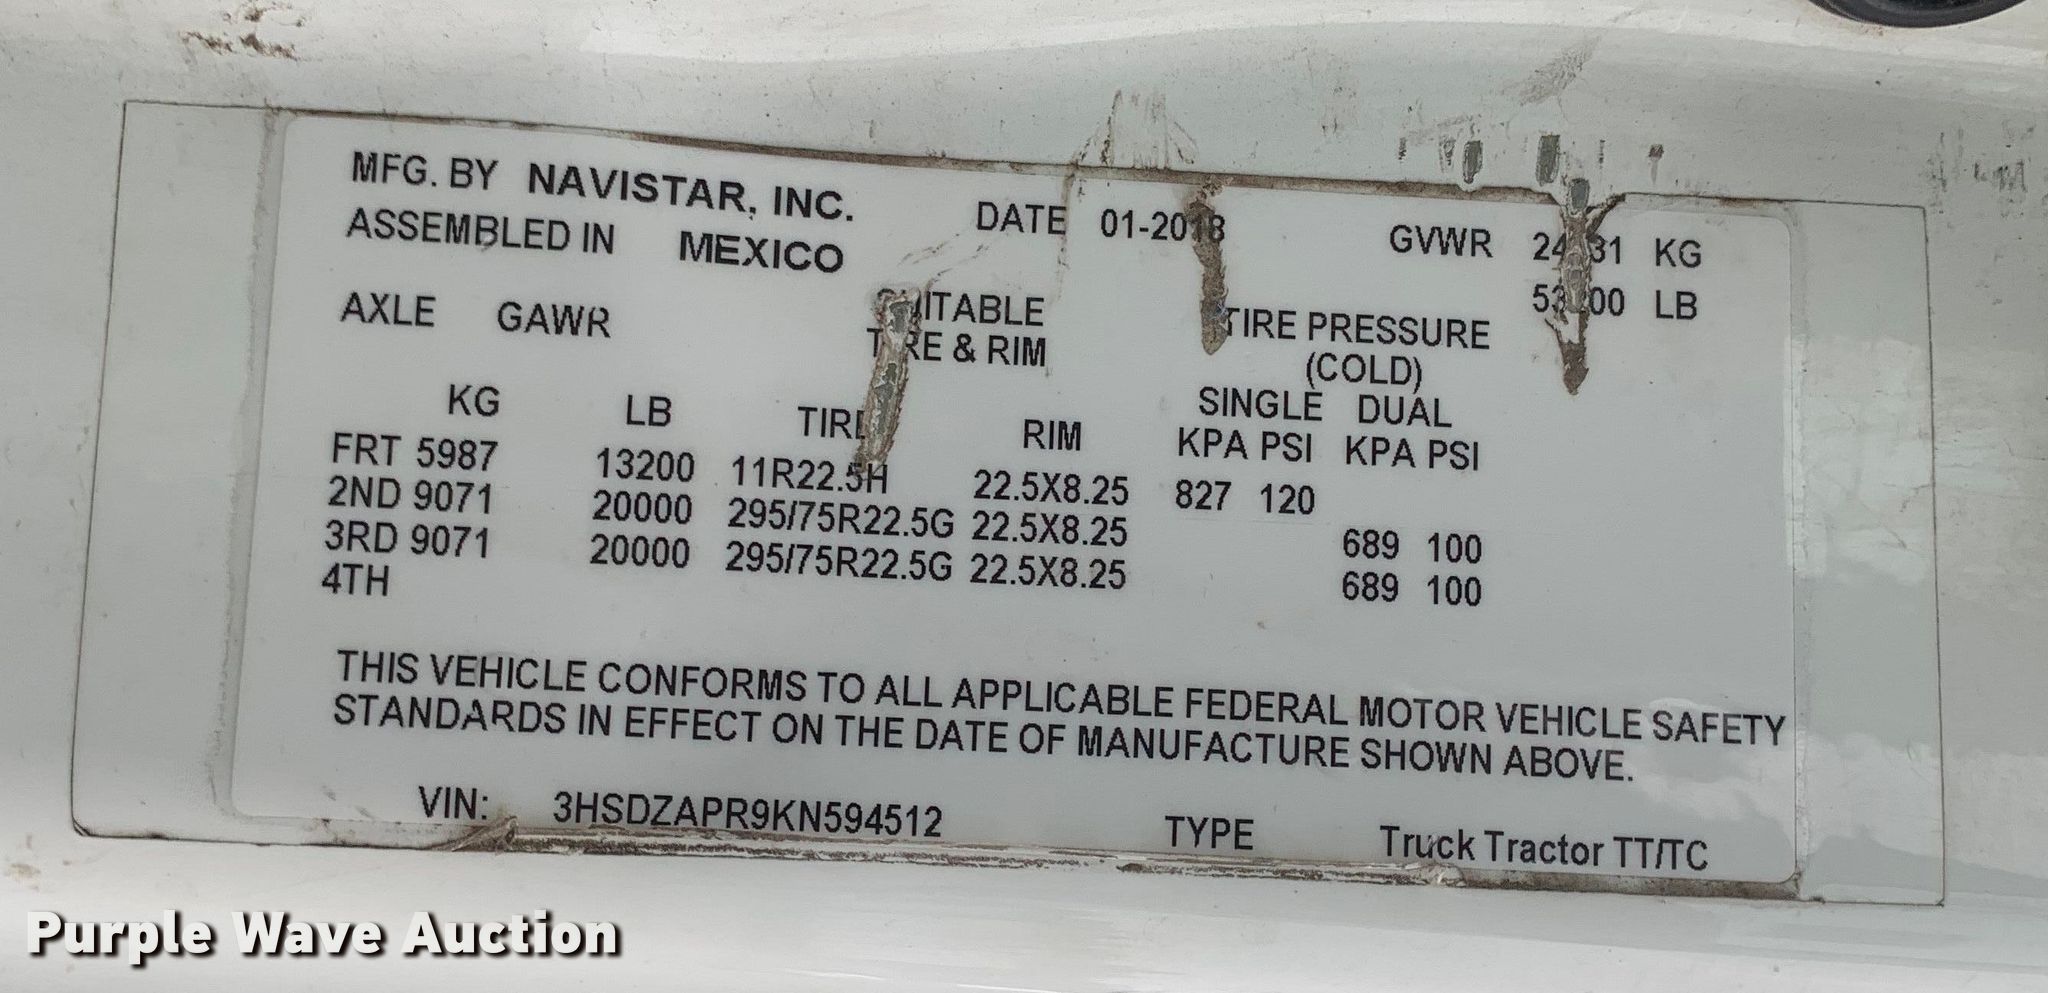 MFG. BY NAVISTAR, INC. DATE 01-2018 GVWR KG
ASSEMBLED IN MEXICO LB
AXLE GAWR SUITABLE TIRE PRESSURE
TIRE & RIM (COLD)
SINGLE DUAL
KG LB TIRE RIM KPA PSI KPA PSI
FRT 5987 13200 11R22.5H 22.5X8.25 827 120
2ND 9071 20000 295/75R22.5G 22.5X8.25 689 100
3RD 9071 20000 295/75R22.5G 22.5X8.25 689 100
4TH
THIS VEHICLE CONFORMS TO ALL APPLICABLE FEDERAL MOTOR VEHICLE SAFETY
STANDARDS IN EFFECT ON THE DATE OF MANUFACTURE SHOWN ABOVE.
VIN: 3HSDZAPR9KN594512 TYPE Truck Tractor TT/TC
Purple Wave Auction